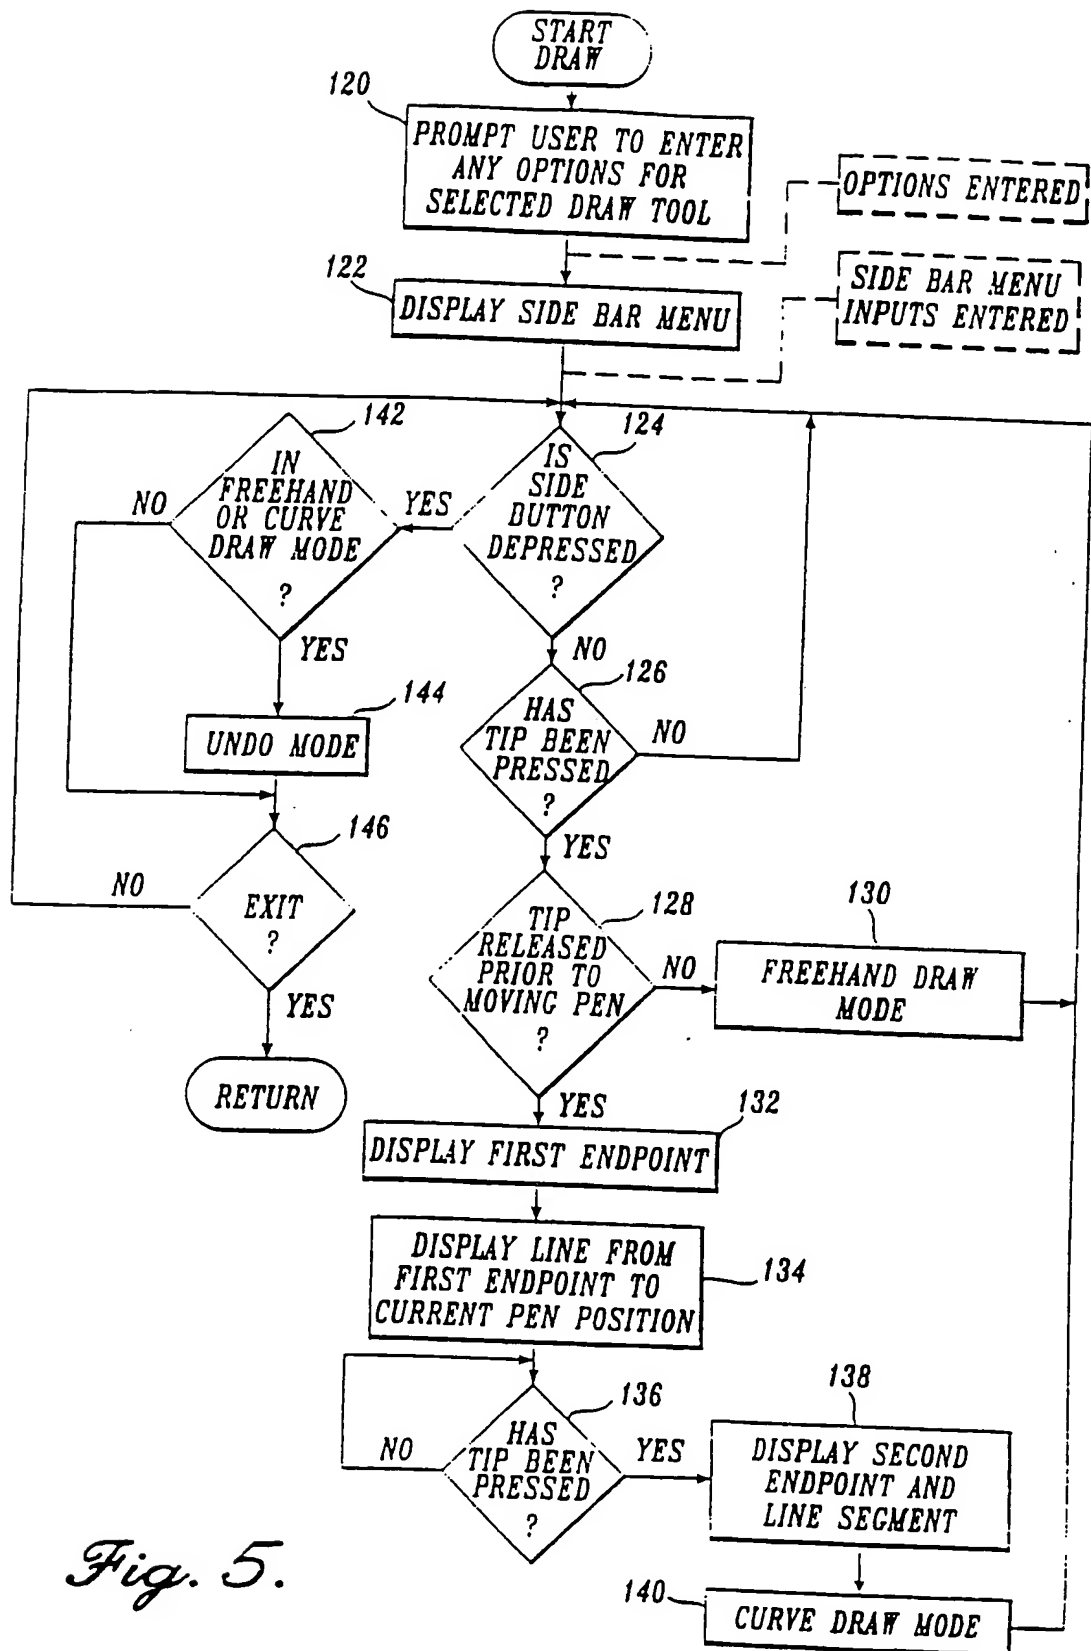 START
DRAW
120
PROMPT USER TO ENTER
ANY OPTIONS FOR
SELECTED DRAW TOOL
OPTIONS ENTERED
122
DISPLAY SIDE BAR MENU
SIDE BAR MENU
INPUTS ENTERED
142
IN
FREEHAND
OR CURVE
DRAW MODE
?
NO
YES
124
IS
SIDE
BUTTON
DEPRESSED
?
YES
NO
144
UNDO MODE
126
HAS
TIP BEEN
PRESSED
?
NO
YES
146
EXIT
?
NO
YES
RETURN
128
TIP
RELEASED
PRIOR TO
MOVING PEN
?
NO
YES
130
FREEHAND DRAW
MODE
132
DISPLAY FIRST ENDPOINT
DISPLAY LINE FROM
FIRST ENDPOINT TO
CURRENT PEN POSITION
134
136
HAS
TIP BEEN
PRESSED
?
NO
YES
138
DISPLAY SECOND
ENDPOINT AND
LINE SEGMENT
140
CURVE DRAW MODE
Fig. 5.